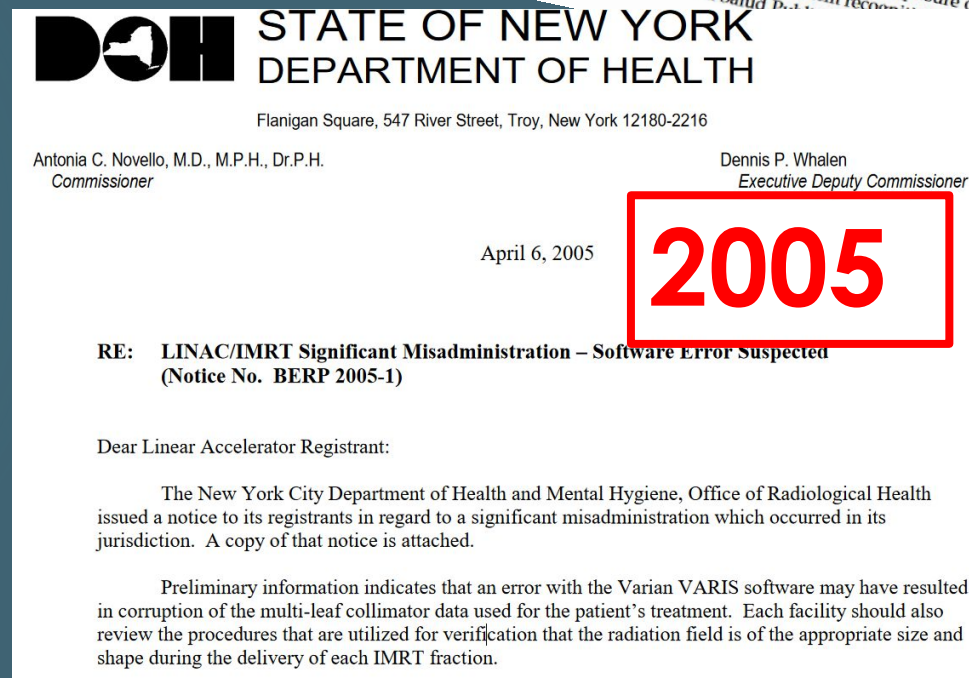 DOH STATE OF NEW YORK
DEPARTMENT OF HEALTH
Flanigan Square, 547 River Street, Troy, New York 12180-2216
Antonia C. Novello, M.D., M.P.H., Dr.P.H. Dennis P. Whalen
Commissioner Executive Deputy Commissioner
April 6, 2005
2005
RE: LINAC/IMRT Significant Misadministration – Software Error Suspected
(Notice No. BERP 2005-1)
Dear Linear Accelerator Registrant:
The New York City Department of Health and Mental Hygiene, Office of Radiological Health
issued a notice to its registrants in regard to a significant misadministration which occurred in its
jurisdiction. A copy of that notice is attached.
Preliminary information indicates that an error with the Varian VARIS software may have resulted
in corruption of the multi-leaf collimator data used for the patient’s treatment. Each facility should also
review the procedures that are utilized for verification that the radiation field is of the appropriate size and
shape during the delivery of each IMRT fraction.